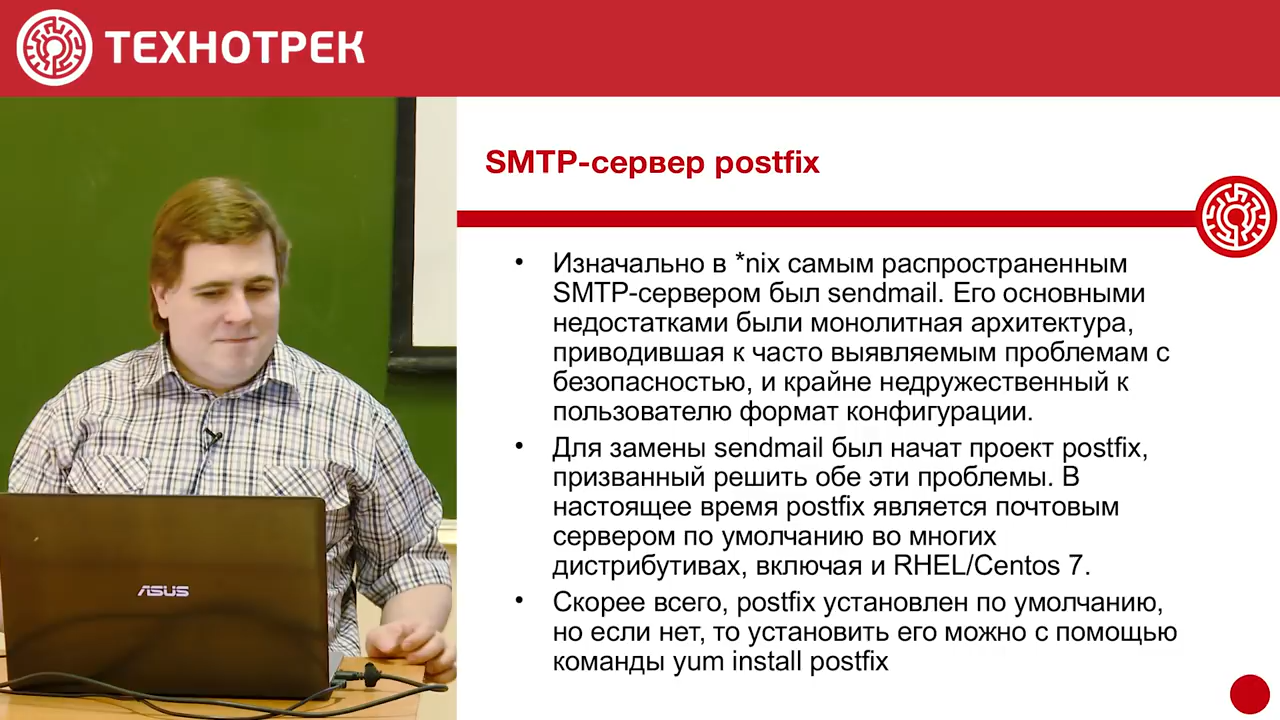 ТЕХНОТРЕК
SMTP-сервер postfix
• Изначально в *nix самым распространенным
SMTP-сервером был sendmail. Его основными
недостатками были монолитная архитектура,
приводившая к часто выявляемым проблемам с
безопасностью, и крайне недружественный к
пользователю формат конфигурации.
• Для замены sendmail был начат проект postfix,
призванный решить обе эти проблемы. В
настоящее время postfix является почтовым
сервером по умолчанию во многих
дистрибутивах, включая и RHEL/Centos 7.
• Скорее всего, postfix установлен по умолчанию,
но если нет, то установить его можно с помощью
команды yum install postfix
ASUS